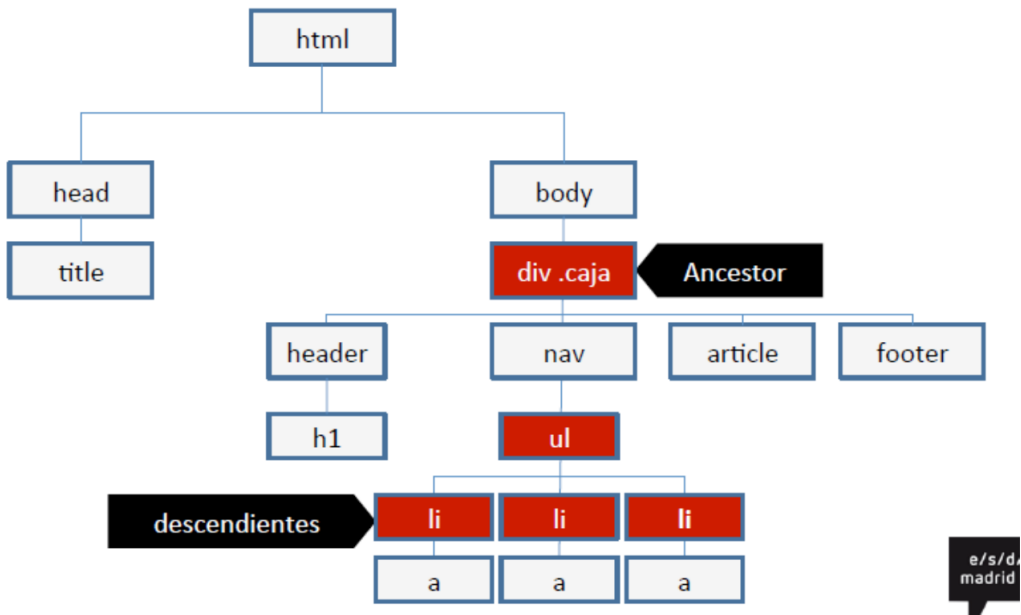 html
head
body
title
div .caja
Ancestor
header
nav
article
footer
h1
ul
descendientes
li
li
li
a
a
a
madrid